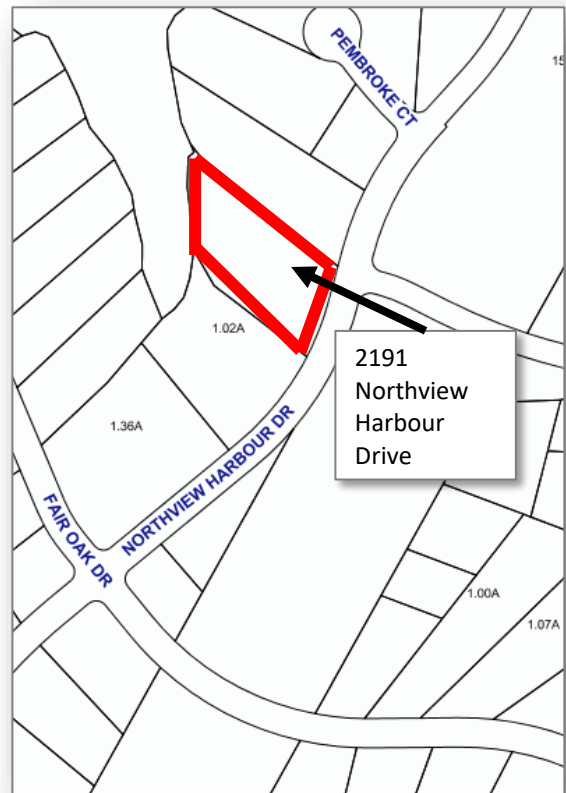 PEMBROKE CT
15
1.02A
2191
Northview
Harbour
Drive
1.36A
NORTHVIEW HARBOUR DR
FAIR OAK DR
1.00A
1.07A